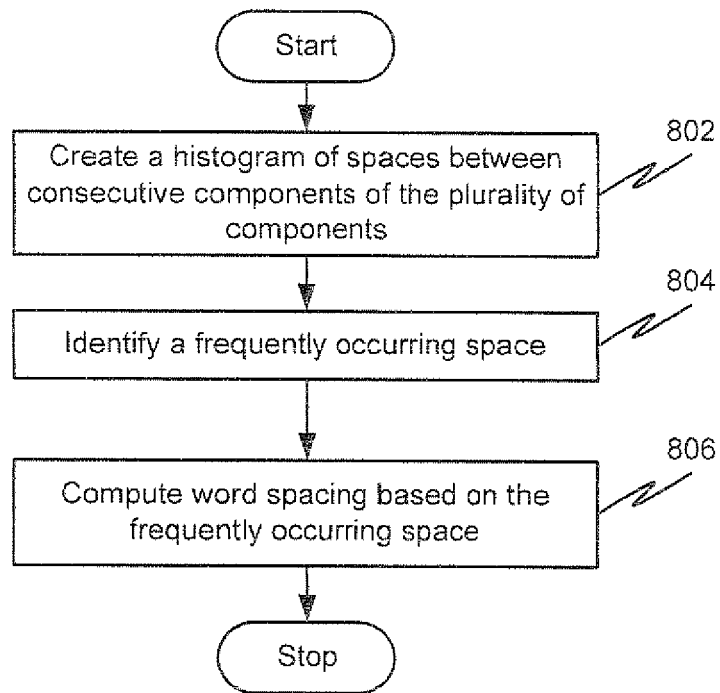 Start
802
Create a histogram of spaces between
consecutive components of the plurality of
components
804
Identify a frequently occurring space
806
Compute word spacing based on the
frequently occurring space
Stop